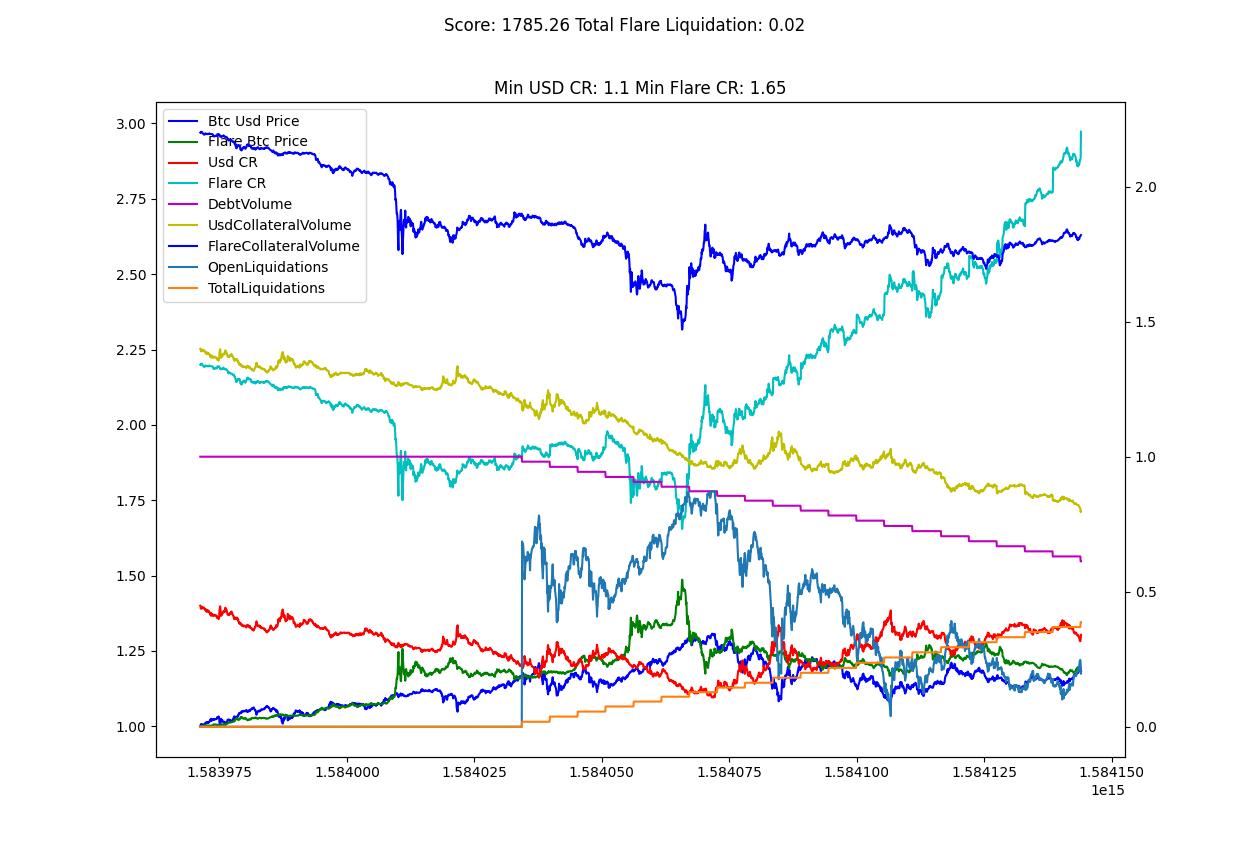 Score: 1785.26 Total Flare Liquidation: 0.02
Min USD CR: 1.1 Min Flare CR: 1.65
Btc Usd Price
Flare Btc Price
Usd CR
Flare CR
DebtVolume
UsdCollateralVolume
FlareCollateralVolume
OpenLiquidations
TotalLiquidations
3.00
2.75
2.50
2.25
2.00
1.75
1.50
1.25
1.00
2.0
1.5
1.0
0.5
0.0
1.583975 1.584000 1.584025 1.584050 1.584075 1.584100 1.584125 1.584150
1e15